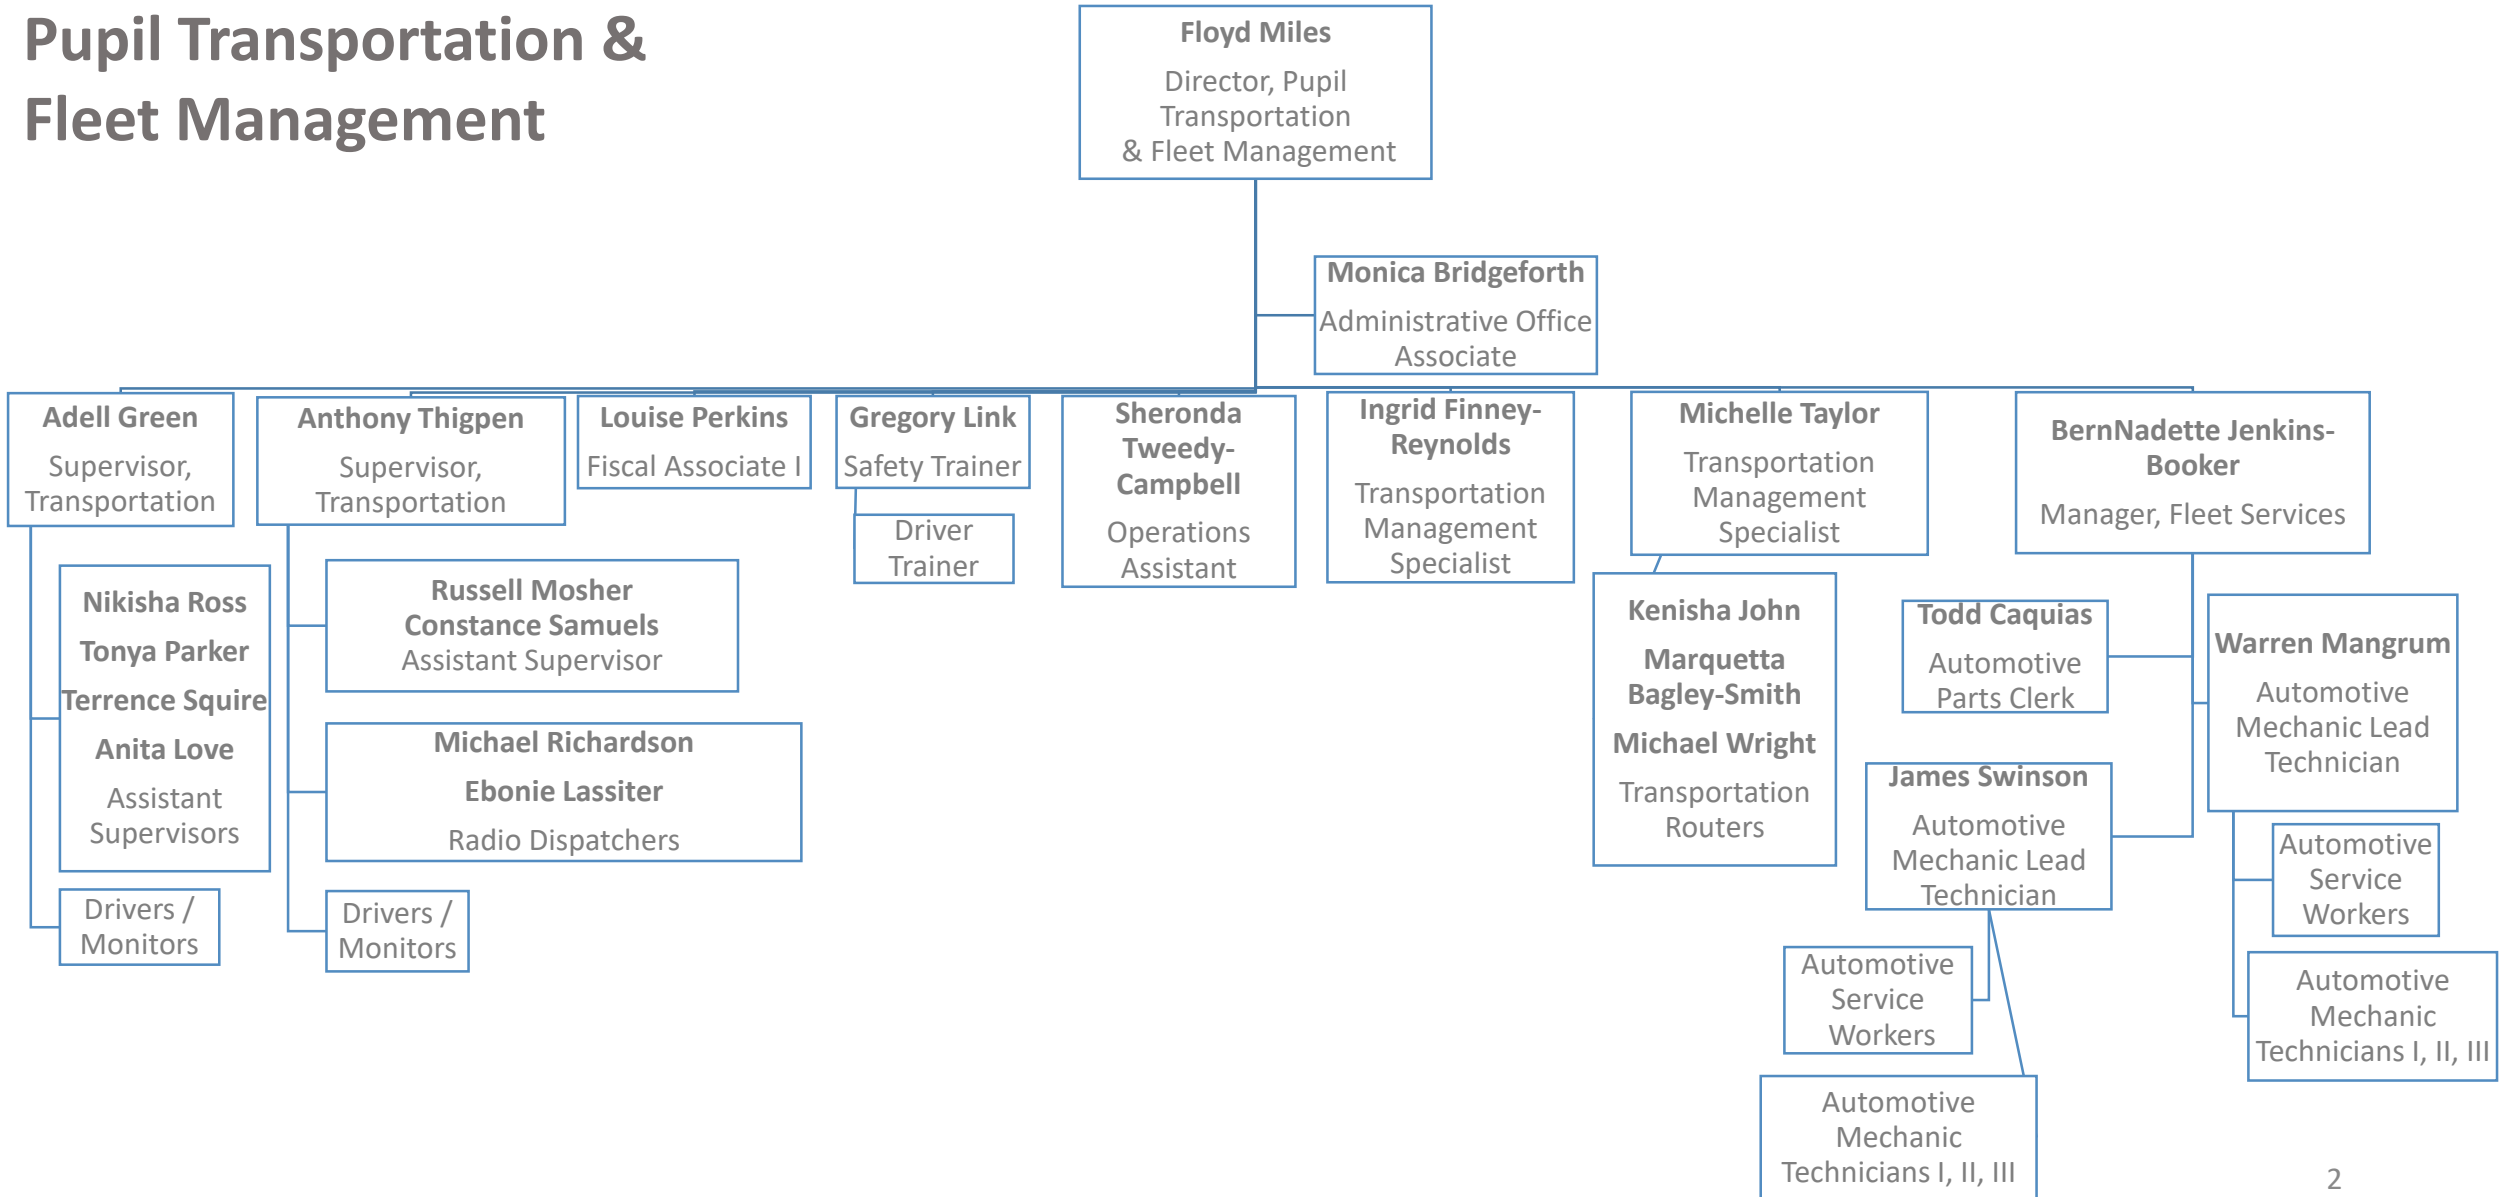 Pupil Transportation &
Fleet Management
Floyd Miles
Director, Pupil
Transportation
& Fleet Management
Monica Bridgeforth
Administrative Office
Associate
Adell Green
Supervisor,
Transportation
Nikisha Ross
Tonya Parker
Terrence Squire
Anita Love
Assistant
Supervisors
Drivers /
Monitors
Anthony Thigpen
Supervisor,
Transportation
Russell Mosher
Constance Samuels
Assistant Supervisor
Michael Richardson
Ebonie Lassiter
Radio Dispatchers
Drivers /
Monitors
Louise Perkins
Fiscal Associate I
Gregory Link
Safety Trainer
Driver
Trainer
Sheronda
Tweedy-
Campbell
Operations
Assistant
Ingrid Finney-
Reynolds
Transportation
Management
Specialist
Michelle Taylor
Transportation
Management
Specialist
Kenisha John
Marquetta
Bagley-Smith
Michael Wright
Transportation
Routers
BernNadette Jenkins-
Booker
Manager, Fleet Services
Todd Caquias
Automotive
Parts Clerk
James Swinson
Automotive
Mechanic Lead
Technician
Automotive
Service
Workers
Automotive
Mechanic
Technicians I, II, III
Warren Mangrum
Automotive
Mechanic Lead
Technician
Automotive
Service
Workers
Automotive
Mechanic
Technicians I, II, III
2